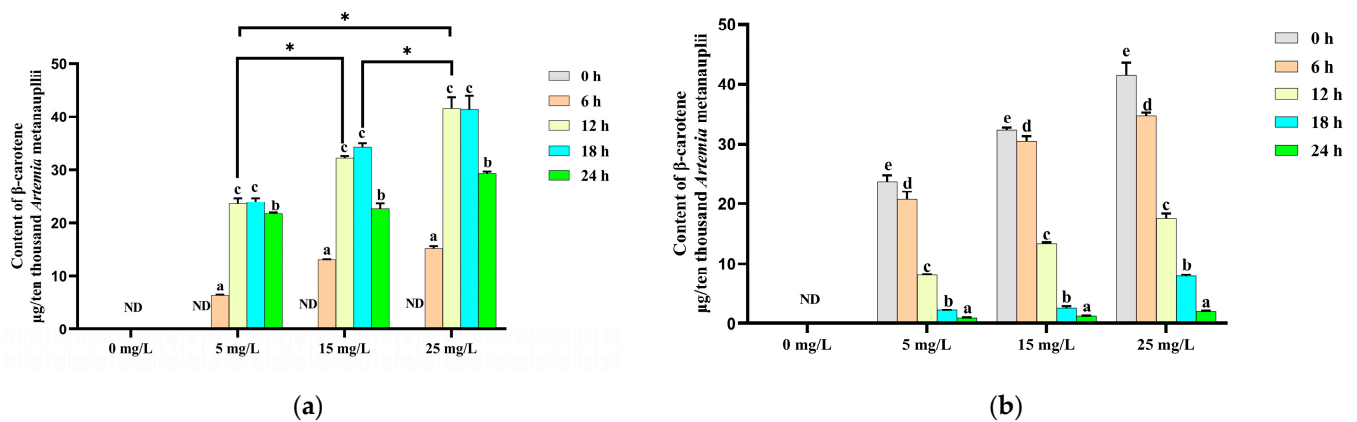 * 
* *
50
40
30
20
10
0
Content of β-carotene
μg/ten thousand Artemia metanaupllii
ND
ND a c c b
ND a c c b
ND a c c b
0 mg/L 5 mg/L 15 mg/L 25 mg/L
0 h
6 h
12 h
18 h
24 h
(a)
50
40
30
20
10
0
Content of β-carotene
μg/ten thousand Artemia metanauplii
ND
e d c b a
e d c b a
e d c b a
0 mg/L 5 mg/L 15 mg/L 25 mg/L
0 h
6 h
12 h
18 h
24 h
(b)